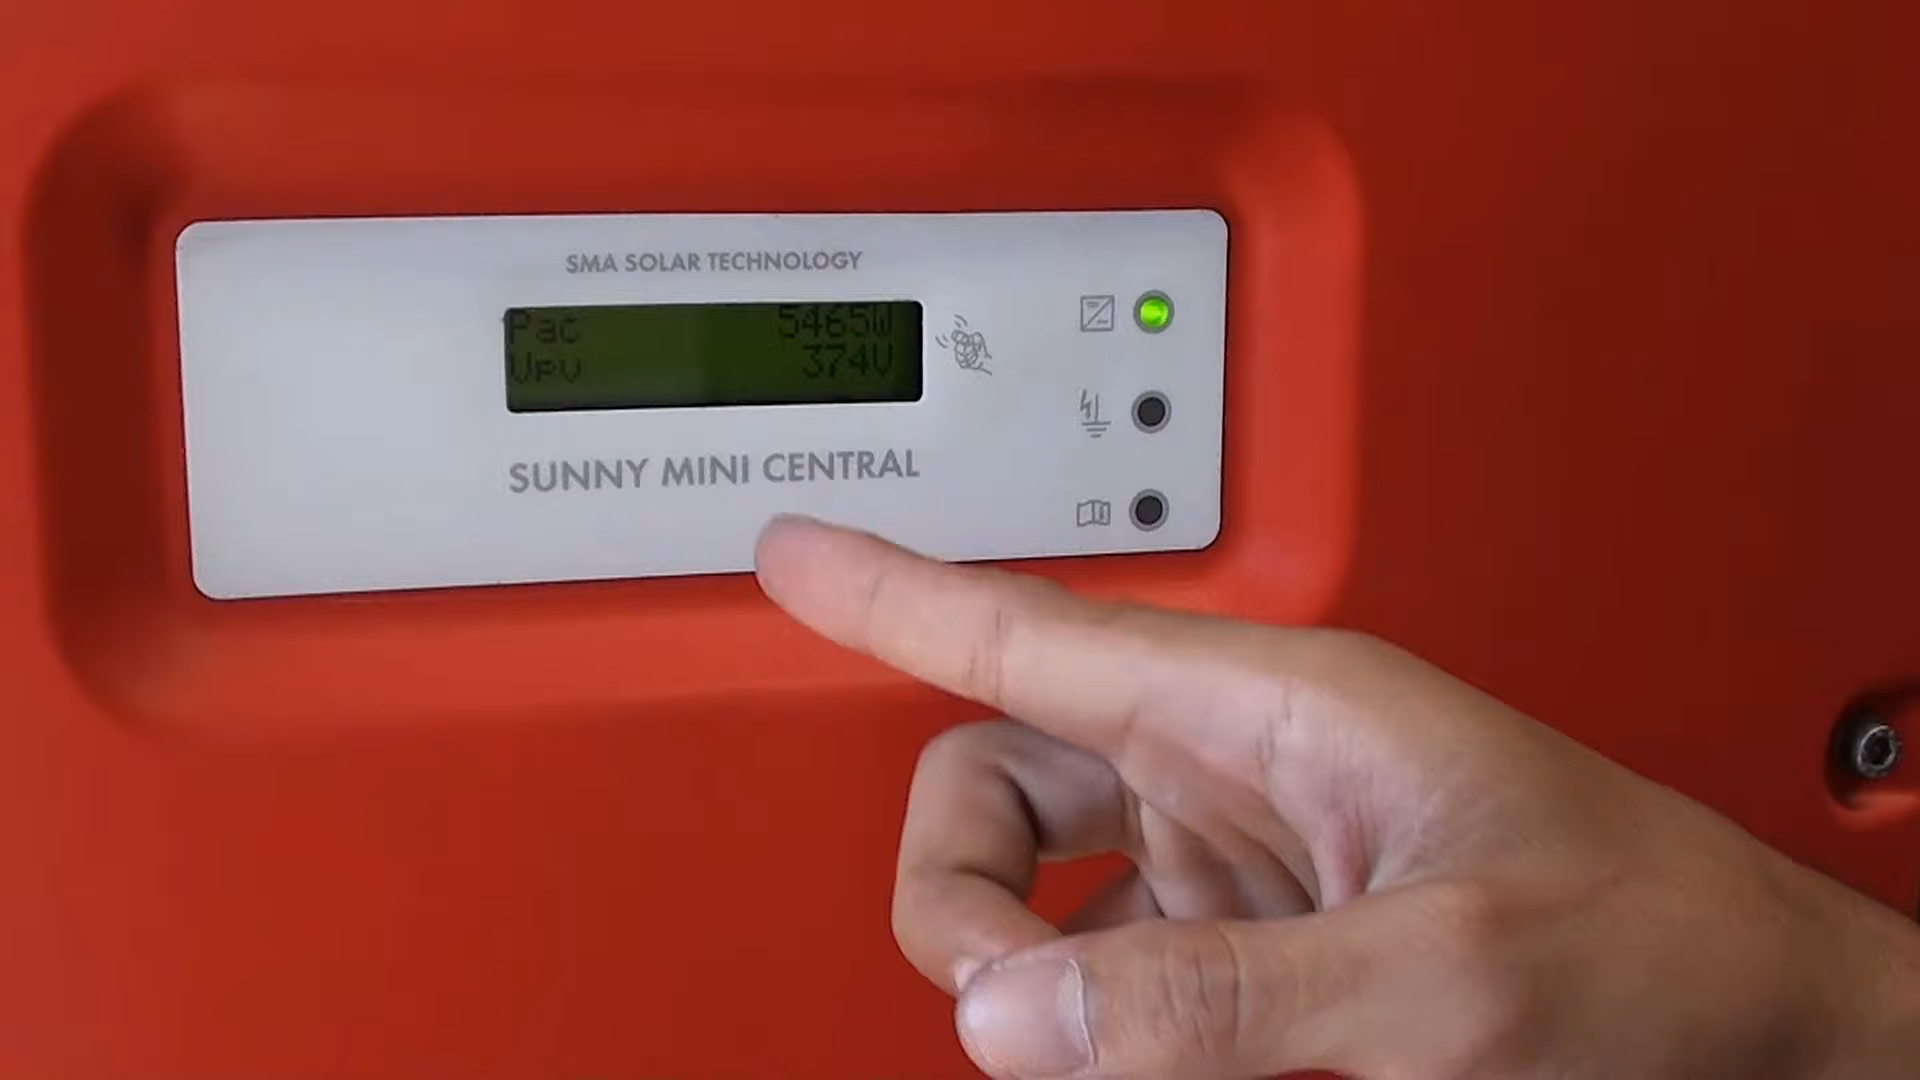 SMA SOLAR TECHNOLOGY
Pac 5465W
Upv 374V
SUNNY MINI CENTRAL